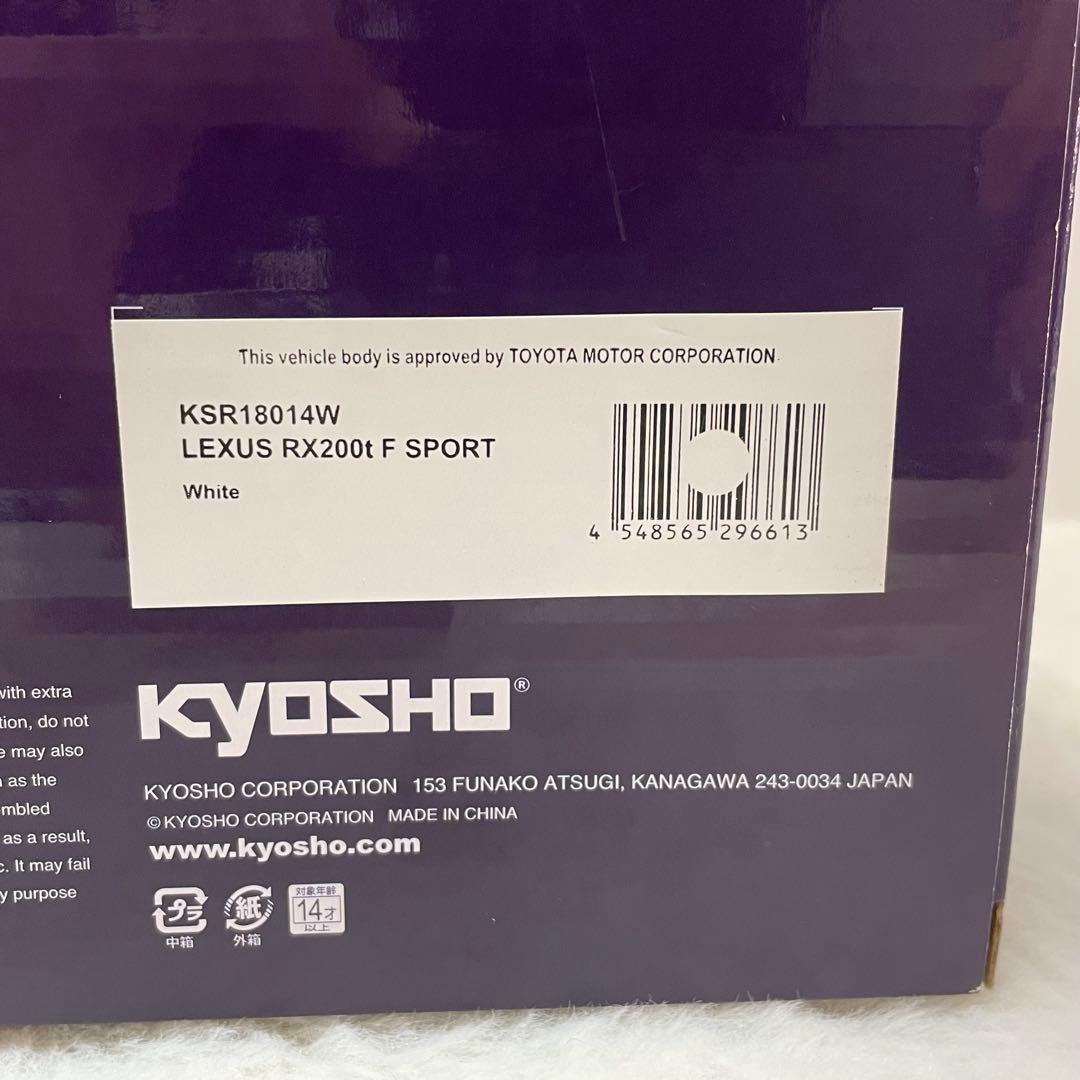 This vehicle body is approved by TOYOTA MOTOR CORPORATION.
KSR18014W
LEXUS RX200t F SPORT
White
4 548565 296613
with extra
tion, do not
e may also
as the
mbled
as a result,
c. It may fail
y purpose
KYOSHO®
KYOSHO CORPORATION 153 FUNAKO ATSUGI, KANAGAWA 243-0034 JAPAN
© KYOSHO CORPORATION MADE IN CHINA
www.kyosho.com
プラ
中箱
紙
外箱
対象年齢
14才
以上